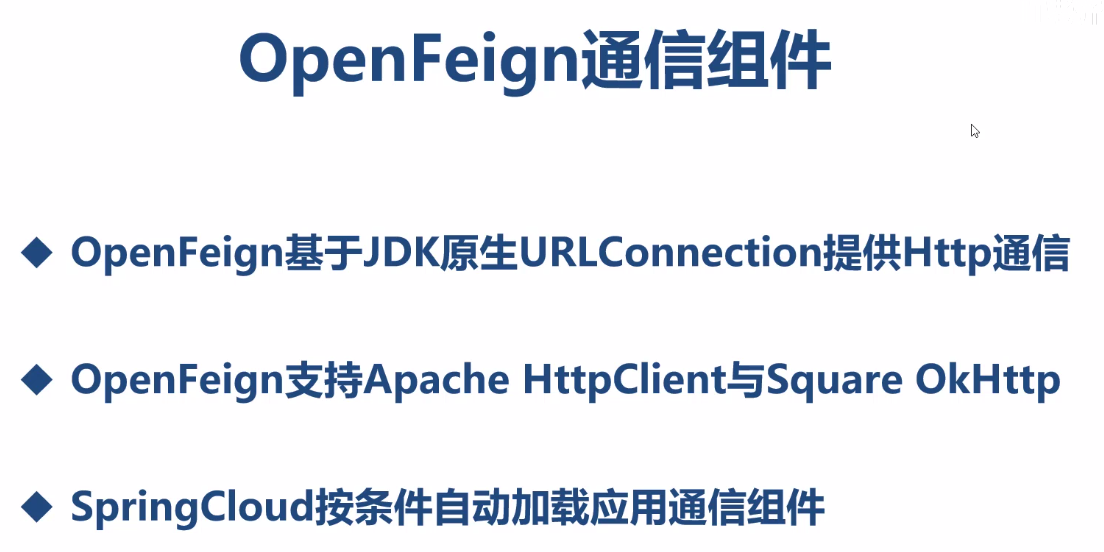 OpenFeign通信组件
OpenFeign基于JDK原生URLConnection提供Http通信
OpenFeign支持Apache HttpClient与Square OkHttp
SpringCloud按条件自动加载应用通信组件